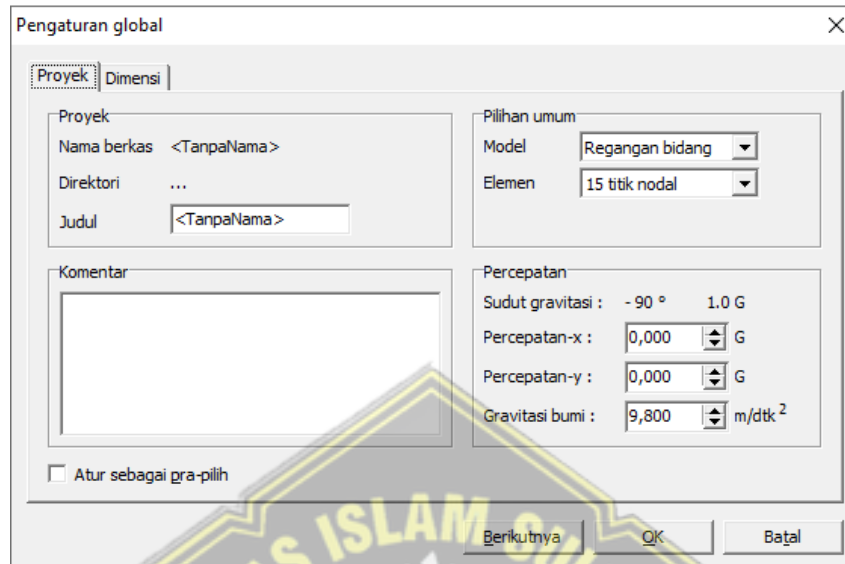 Pengaturan global
Proyek
Dimensi
Proyek
Nama berkas <TanpaNama>
Direktori ...
Judul <TanpaNama>
Pilihan umum
Model Regangan bidang
Elemen 15 titik nodal
Komentar
Percepatan
Sudut gravitasi : - 90 ° 1.0 G
Percepatan-x : 0,000 G
Percepatan-y : 0,000 G
Gravitasi bumi : 9,800 m/dtk 2
Atur sebagai pra-pilih
Berikutnya OK Batal
S ISLAM SU